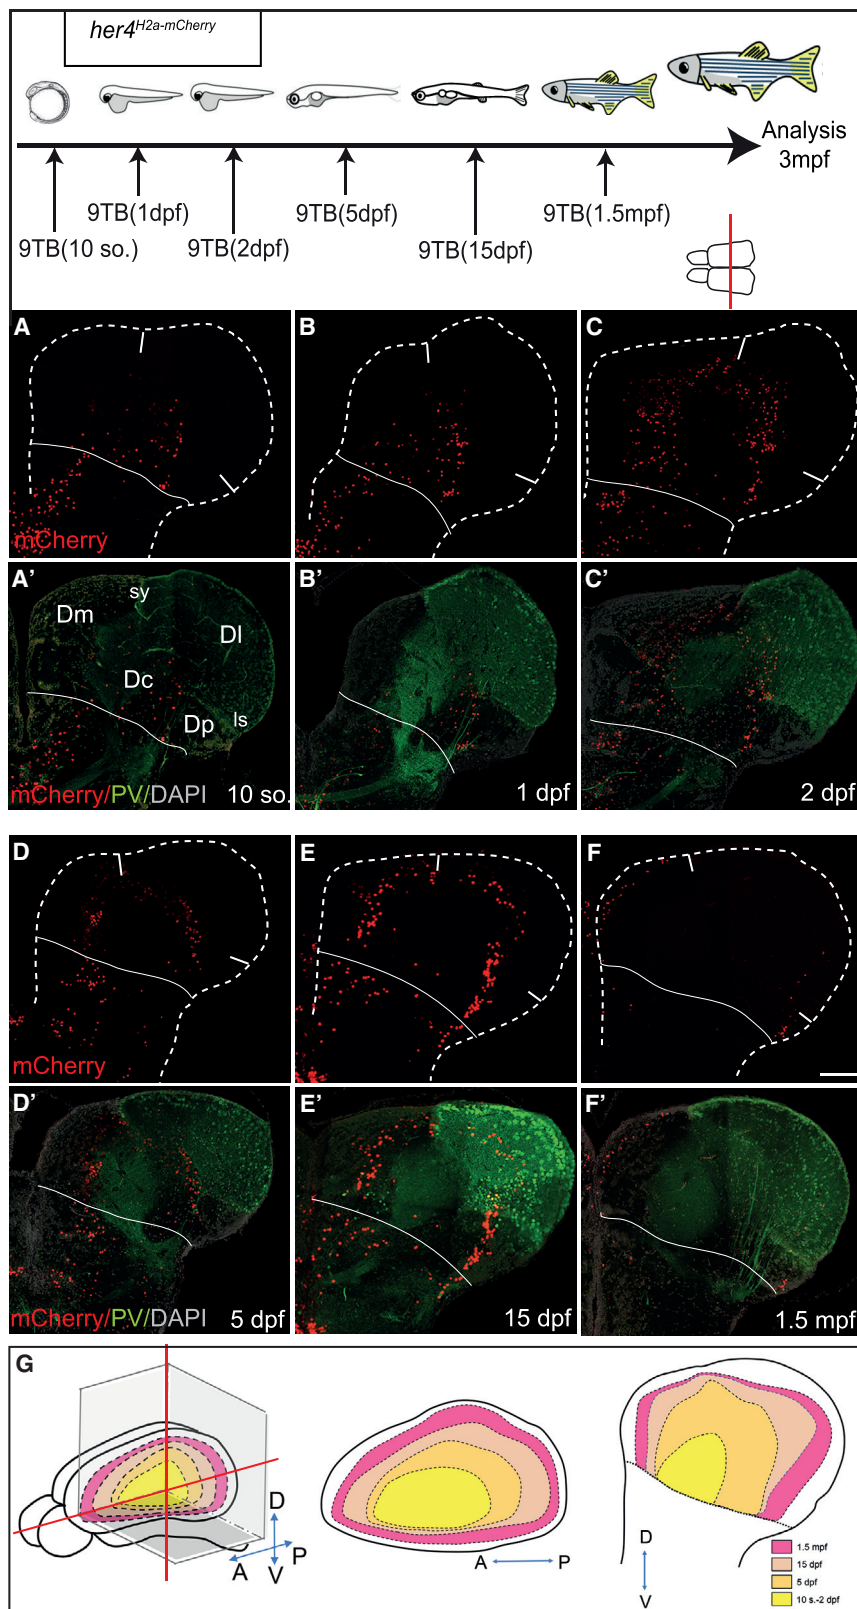 her4H2a-mCherry
Analysis
3mpf
9TB(10 so.)
9TB(1dpf)
9TB(2dpf)
9TB(5dpf)
9TB(15dpf)
9TB(1.5mpf)
A
B
C
mCherry
A'
B'
C'
sy
Dm
Dl
Dc
Dp
ls
mCherry/PV/DAPI
10 so.
1 dpf
2 dpf
D
E
F
mCherry
D'
E'
F'
mCherry/PV/DAPI
5 dpf
15 dpf
1.5 mpf
G
D
P
A
V
A
P
D
V
1.5 mpf
15 dpf
5 dpf
10 s.-2 dpf